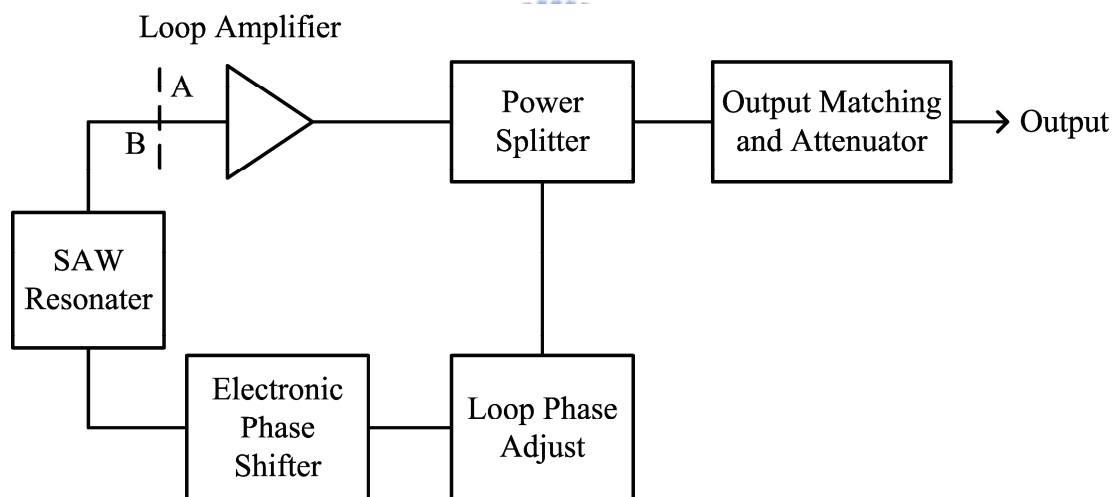 Loop Amplifier
A
B
Power
Splitter
Output Matching
and Attenuator
Output
SAW
Resonater
Electronic
Phase
Shifter
Loop Phase
Adjust